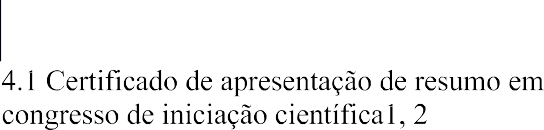 4.1 Certificado de apresentação de resumo em
congresso de iniciação científica1, 2